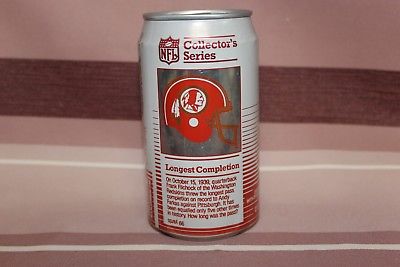 NFL
Collector's
Series
Longest Completion
On October 15, 1939, quarterback
Frank Filchock of the Washington
Redskins threw the longest pass
completion on record to Andy
Farkas against Pittsburgh. It has
been equalled only five other times
in history. How long was the pass?